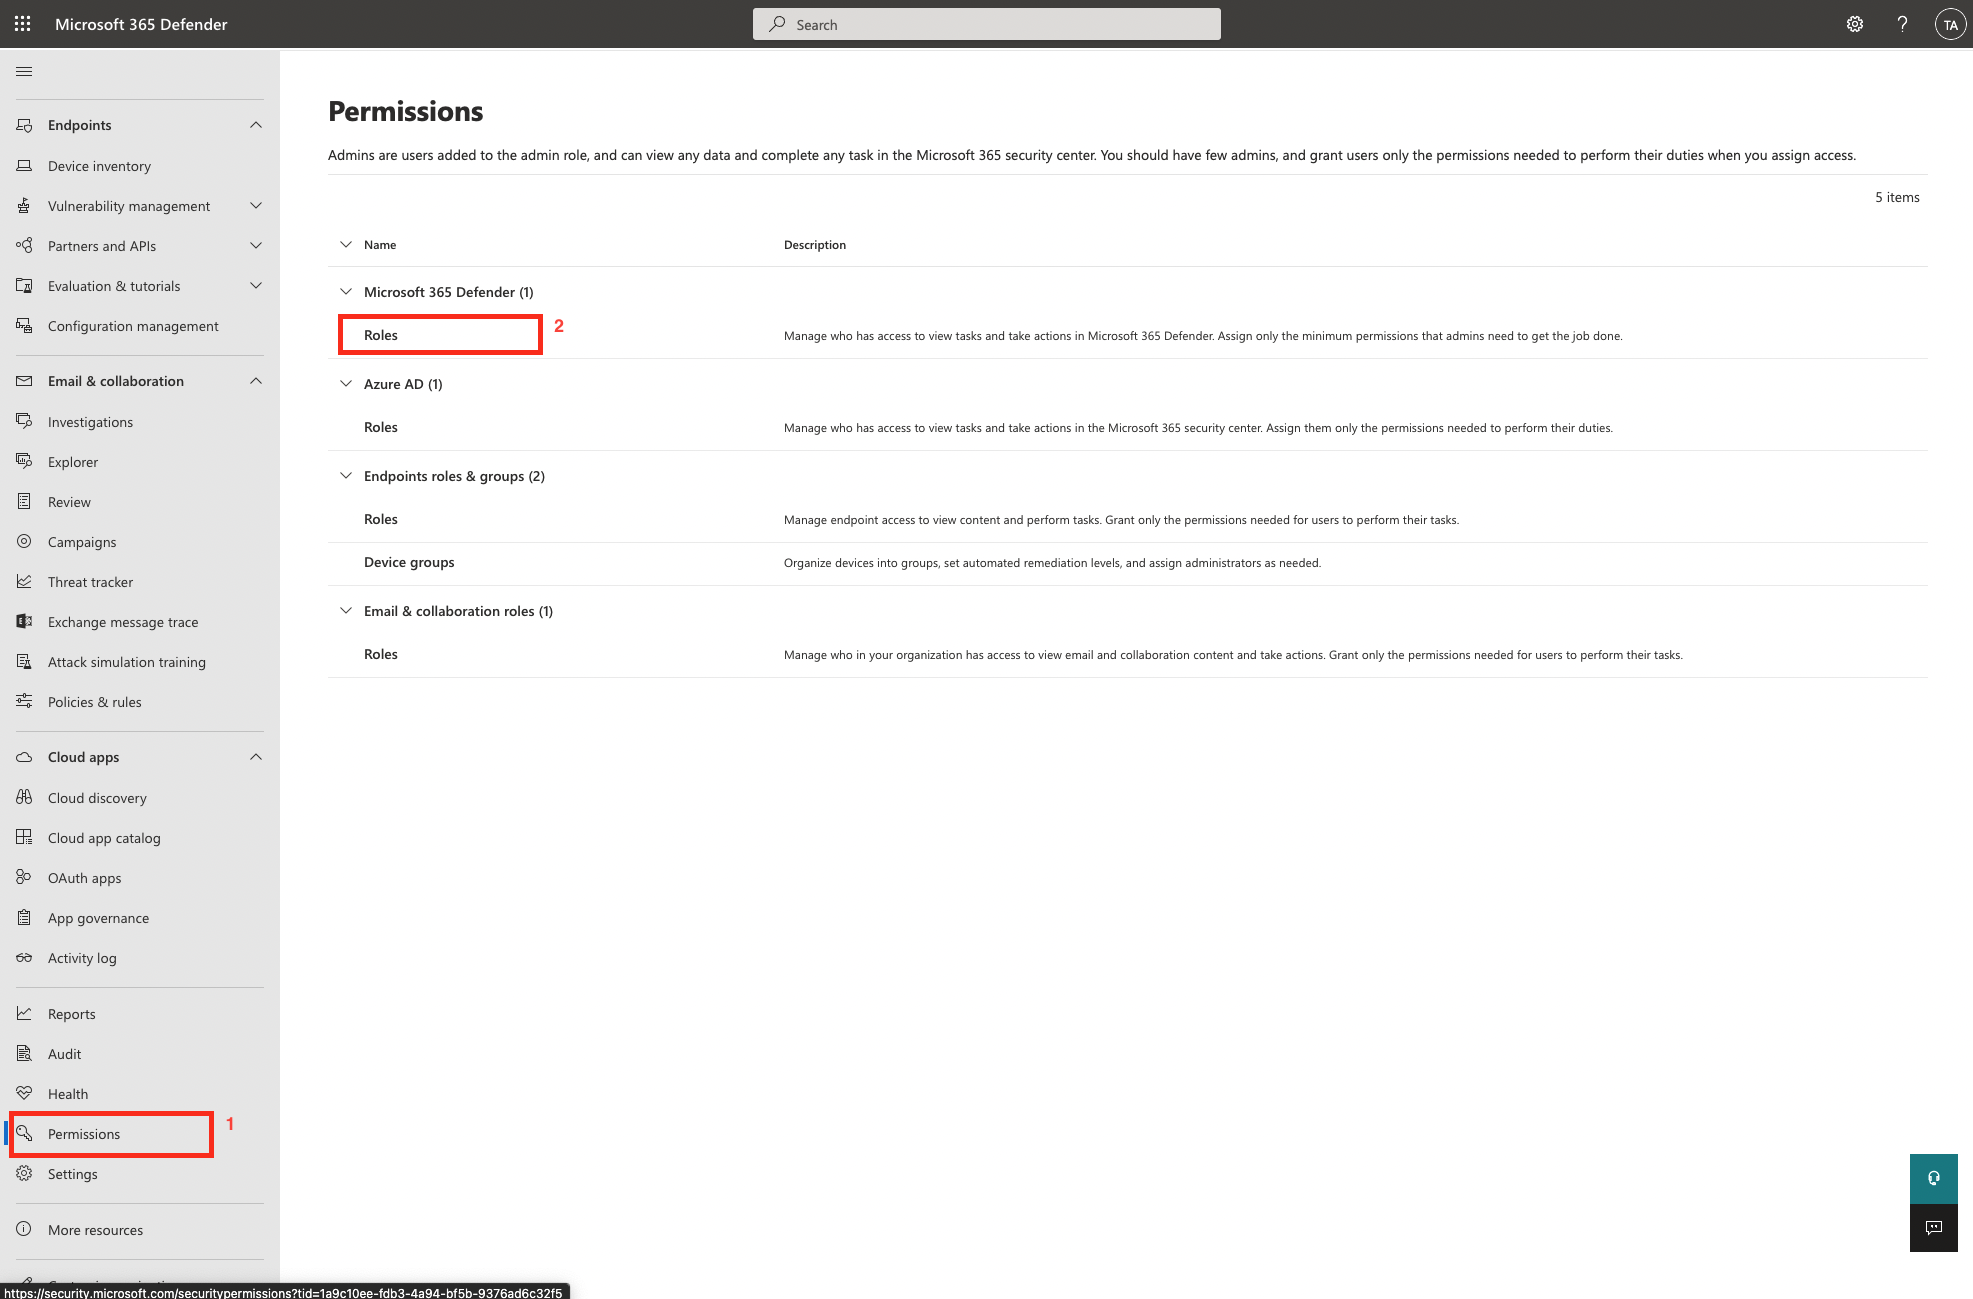 Microsoft 365 Defender
Search
?
TA
Endpoints
Device inventory
Vulnerability management
Partners and APIs
Evaluation & tutorials
Configuration management
Email & collaboration
Investigations
Explorer
Review
Campaigns
Threat tracker
Exchange message trace
Attack simulation training
Policies & rules
Cloud apps
Cloud discovery
Cloud app catalog
OAuth apps
App governance
Activity log
Reports
Audit
Health
Permissions
1
Settings
More resources
https://security.microsoft.com/securitypermissions?tid=1a9c10ee-fdb3-4a94-bf5b-9376ad6c32f5
Permissions
Admins are users added to the admin role, and can view any data and complete any task in the Microsoft 365 security center. You should have few admins, and grant users only the permissions needed to perform their duties when you assign access.
5 items
Name Description
Microsoft 365 Defender (1)
Roles 2 Manage who has access to view tasks and take actions in Microsoft 365 Defender. Assign only the minimum permissions that admins need to get the job done.
Azure AD (1)
Roles Manage who has access to view tasks and take actions in the Microsoft 365 security center. Assign them only the permissions needed to perform their duties.
Endpoints roles & groups (2)
Roles Manage endpoint access to view content and perform tasks. Grant only the permissions needed for users to perform their tasks.
Device groups Organize devices into groups, set automated remediation levels, and assign administrators as needed.
Email & collaboration roles (1)
Roles Manage who in your organization has access to view email and collaboration content and take actions. Grant only the permissions needed for users to perform their tasks.